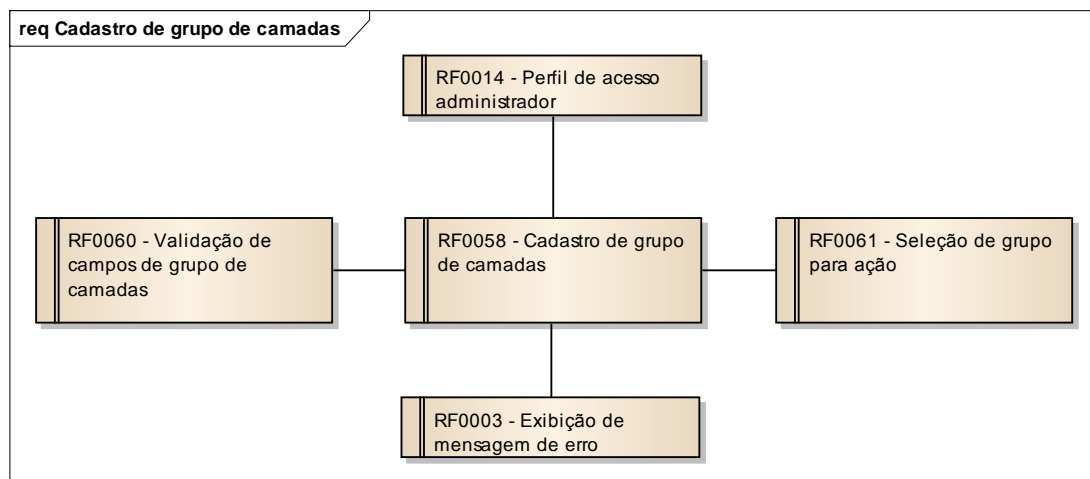 req Cadastro de grupo de camadas
RF0014 - Perfil de acesso
administrador
RF0060 - Validação de
campos de grupo de
camadas
RF0058 - Cadastro de grupo
de camadas
RF0061 - Seleção de grupo
para ação
RF0003 - Exibição de
mensagem de erro